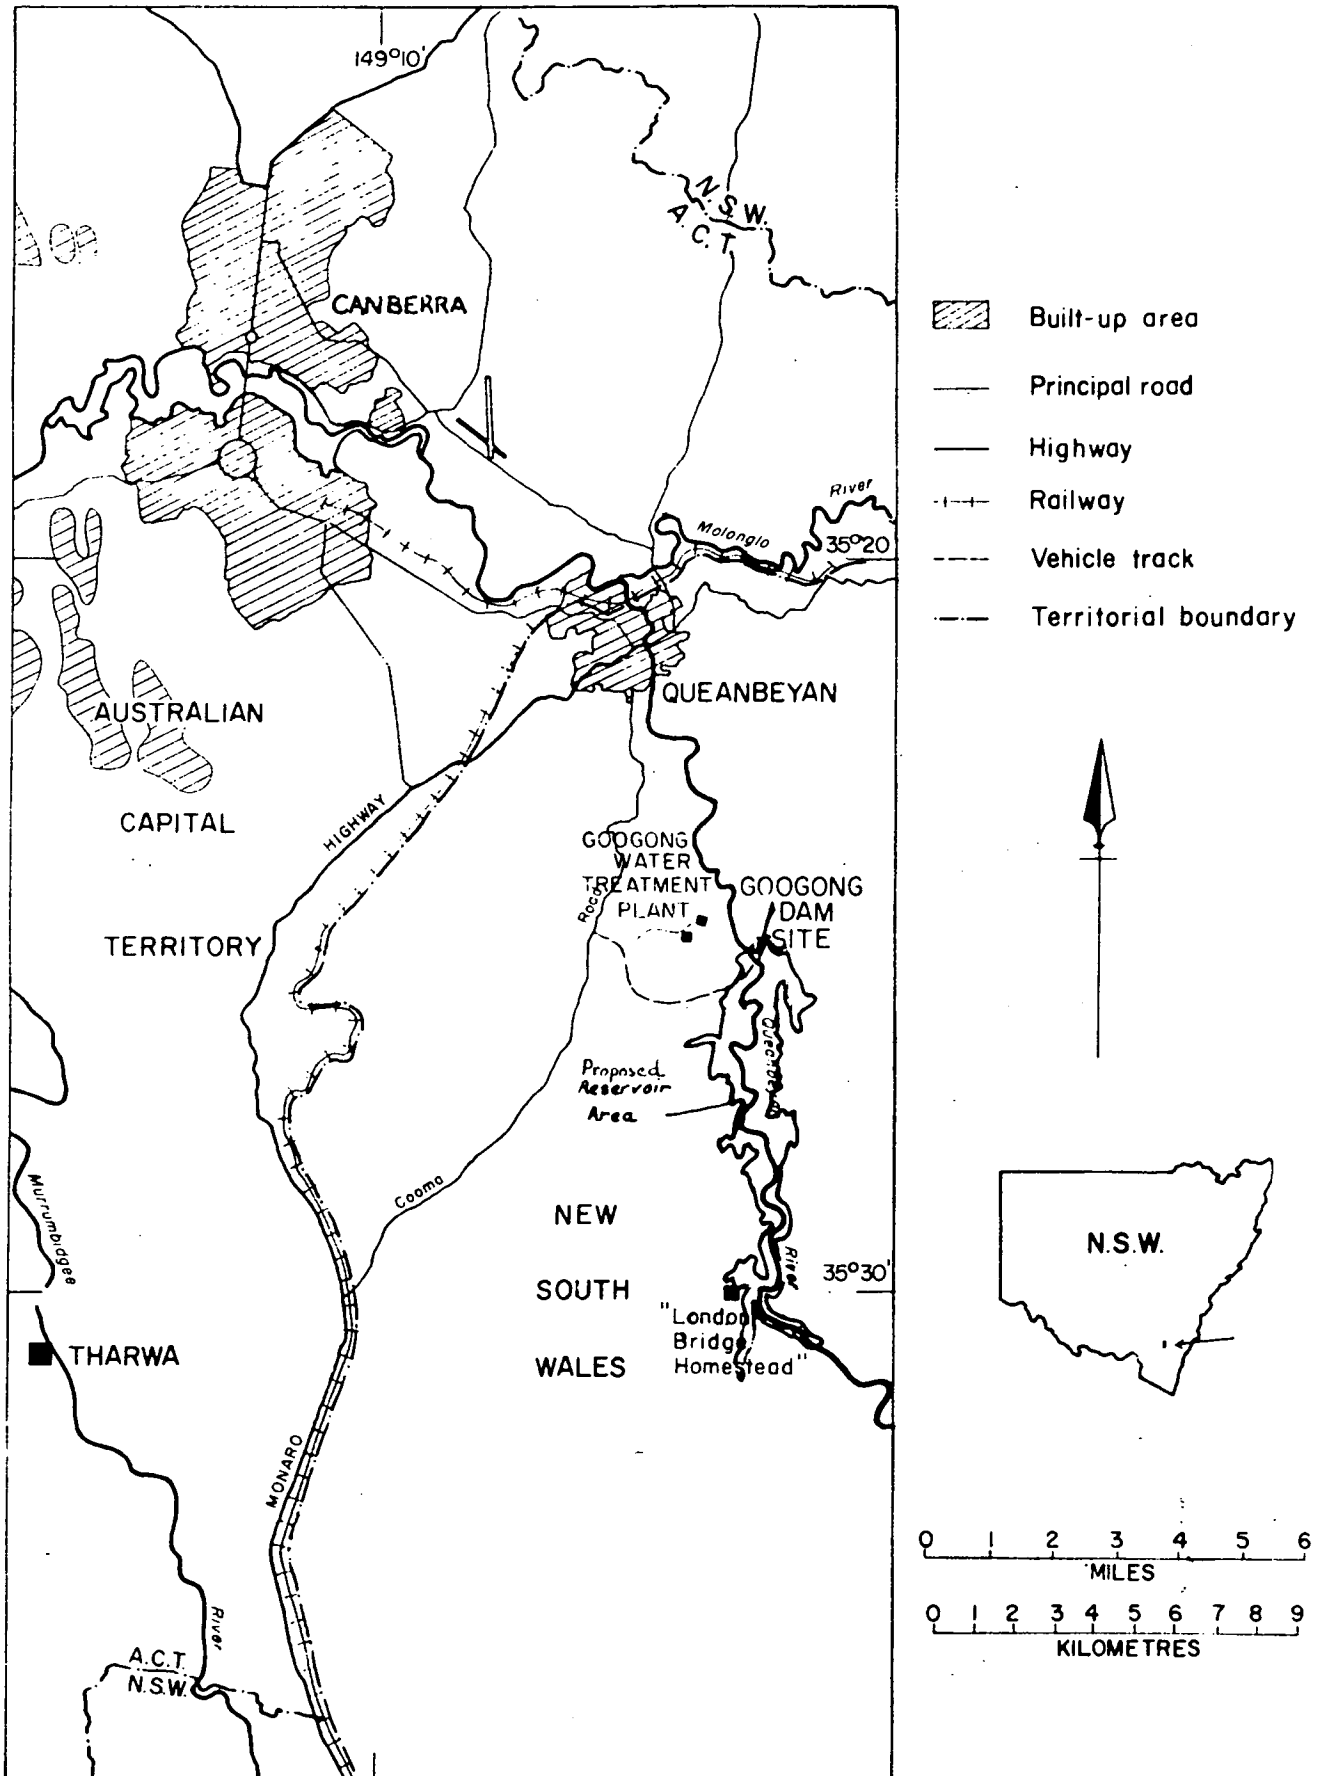 149°10'
N.S.W.
A.C.T.
CANBERRA
Built-up area
Principal road
Highway
Railway
Vehicle track
Territorial boundary
River
Molonglo
35°20'
QUEANBEYAN
AUSTRALIAN
CAPITAL
TERRITORY
HIGHWAY
GOOGONG
WATER
TREATMENT
PLANT
GOOGONG
DAM
SITE
Road
Queanbeyan
Proposed
Reservoir
Area
Cooma
Murrumbidgee
NEW
SOUTH
WALES
River
35°30'
"London
Bridge
Homestead"
N.S.W.
THARWA
MONARO
River
A.C.T.
N.S.W.
0 1 2 3 4 5 6
MILES
0 1 2 3 4 5 6 7 8 9
KILOMETRES